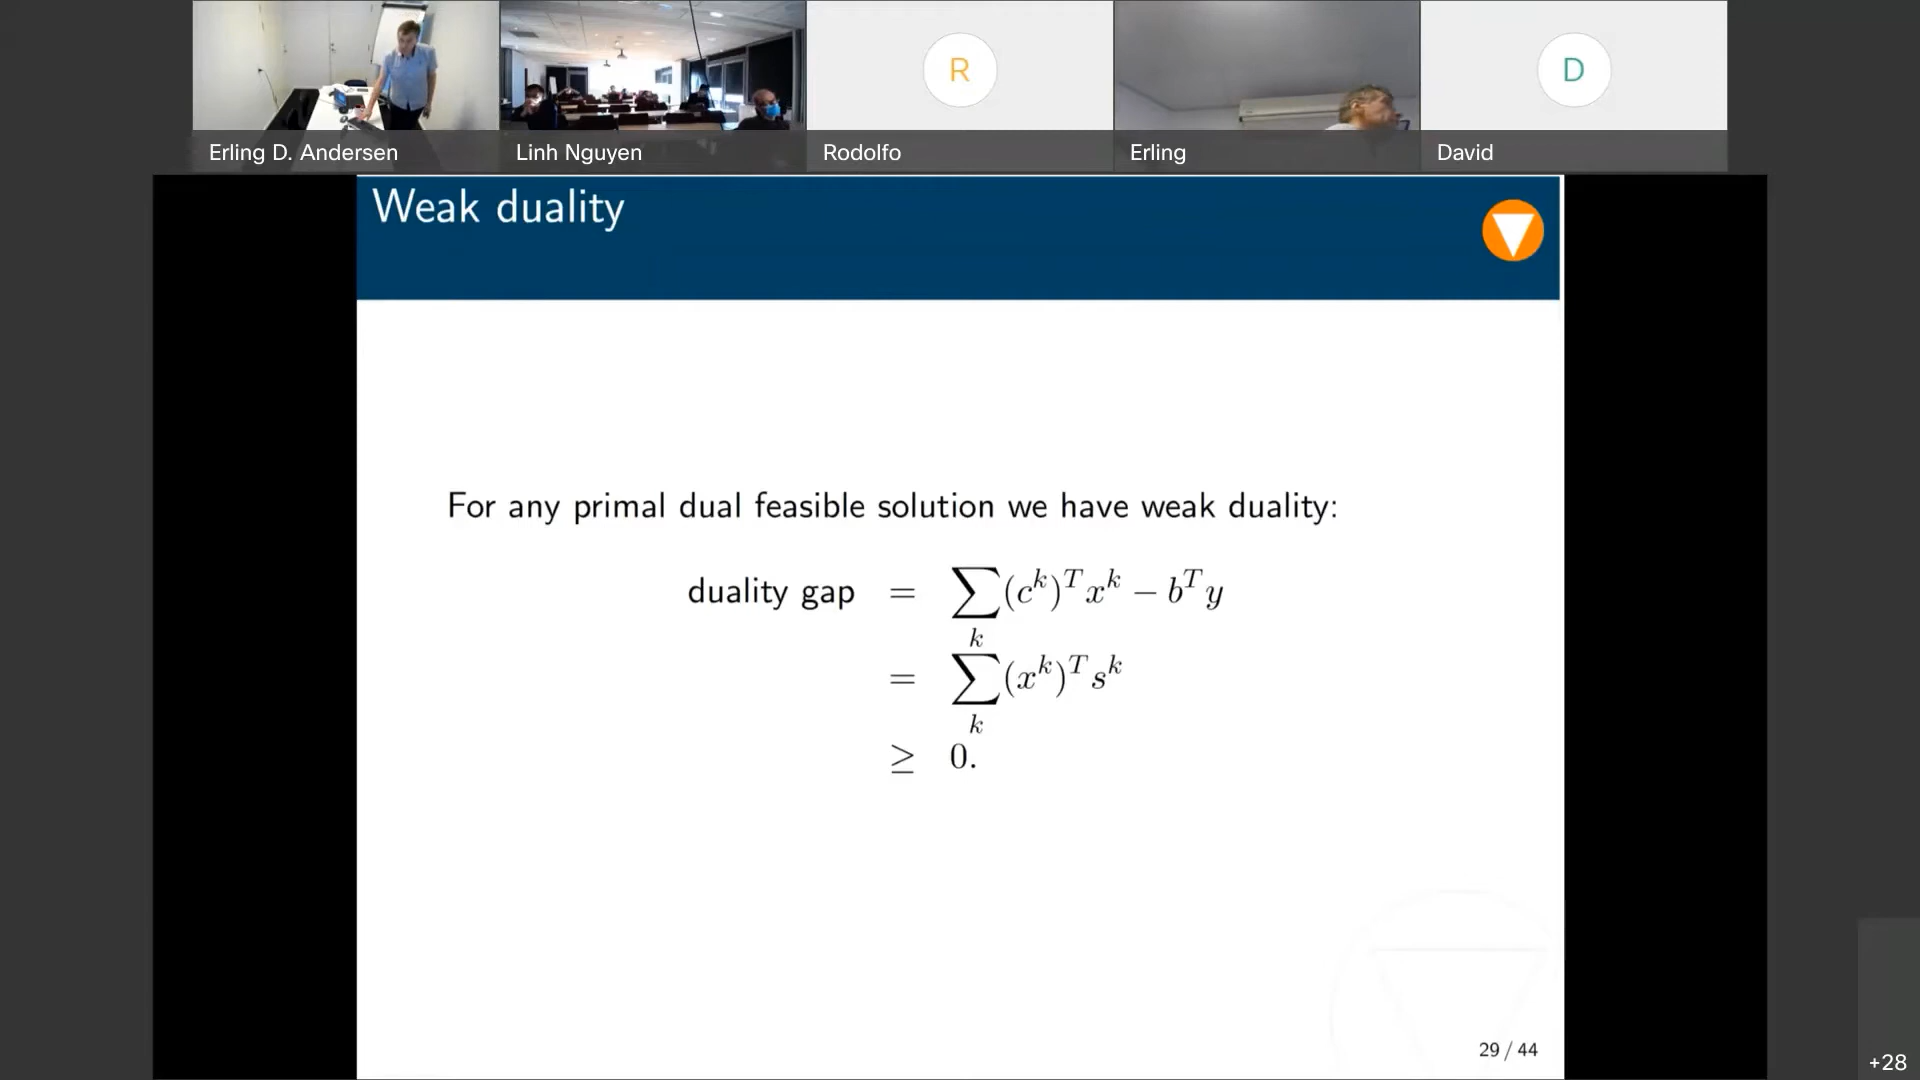 R
D
Erling D. Andersen
Linh Nguyen
Rodolfo
Erling
David
Weak duality
For any primal dual feasible solution we have weak duality:
duality gap = ∑_k (c^k)^T x^k − b^T y
= ∑_k (x^k)^T s^k
≥ 0.
29 / 44
+28